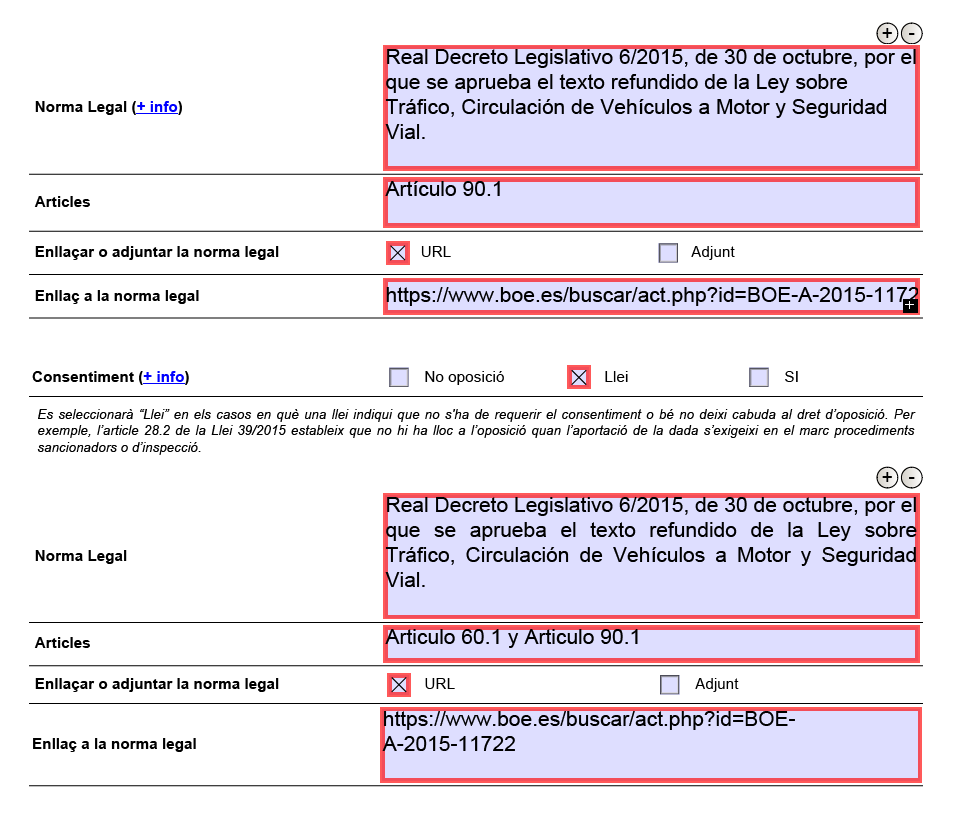 + -
Norma Legal (+ info)
Real Decreto Legislativo 6/2015, de 30 de octubre, por el
que se aprueba el texto refundido de la Ley sobre
Tráfico, Circulación de Vehículos a Motor y Seguridad
Vial.
Articles
Artículo 90.1
Enllaçar o adjuntar la norma legal URL Adjunt
Enllaç a la norma legal https://www.boe.es/buscar/act.php?id=BOE-A-2015-1172
Consentiment (+ info) No oposició Llei SI
Es seleccionarà “Llei” en els casos en què una llei indiqui que no s'ha de requerir el consentiment o bé no deixi cabuda al dret d’oposició. Per
exemple, l’article 28.2 de la Llei 39/2015 estableix que no hi ha lloc a l’oposició quan l’aportació de la dada s’exigeixi en el marc procediments
sancionadors o d’inspecció.
+ -
Norma Legal
Real Decreto Legislativo 6/2015, de 30 de octubre, por el
que se aprueba el texto refundido de la Ley sobre
Tráfico, Circulación de Vehículos a Motor y Seguridad
Vial.
Articles
Articulo 60.1 y Articulo 90.1
Enllaçar o adjuntar la norma legal URL Adjunt
Enllaç a la norma legal
https://www.boe.es/buscar/act.php?id=BOE-
A-2015-11722